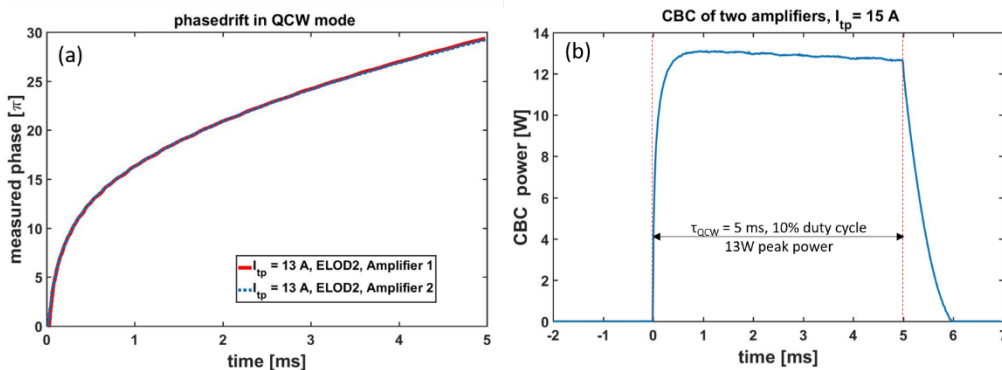 phasedrift in QCW mode
(a)
measured phase [π]
30
25
20
15
10
5
0
I_tp = 13 A, ELOD2, Amplifier 1
I_tp = 13 A, ELOD2, Amplifier 2
0 1 2 3 4 5
time [ms]
CBC of two amplifiers, I_tp = 15 A
(b)
CBC power [W]
14
12
10
8
6
4
2
0
τ_QCW = 5 ms, 10% duty cycle
13W peak power
-2 -1 0 1 2 3 4 5 6 7
time [ms]